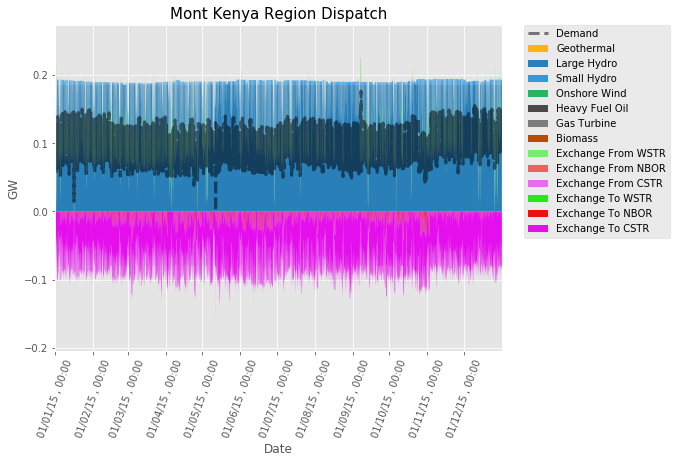 Mont Kenya Region Dispatch
GW
0.2
0.1
0.0
−0.1
−0.2
01/01/15 , 00:00
01/02/15 , 00:00
01/03/15 , 00:00
01/04/15 , 00:00
01/05/15 , 00:00
01/06/15 , 00:00
01/07/15 , 00:00
01/08/15 , 00:00
01/09/15 , 00:00
01/10/15 , 00:00
01/11/15 , 00:00
01/12/15 , 00:00
Date
Demand
Geothermal
Large Hydro
Small Hydro
Onshore Wind
Heavy Fuel Oil
Gas Turbine
Biomass
Exchange From WSTR
Exchange From NBOR
Exchange From CSTR
Exchange To WSTR
Exchange To NBOR
Exchange To CSTR